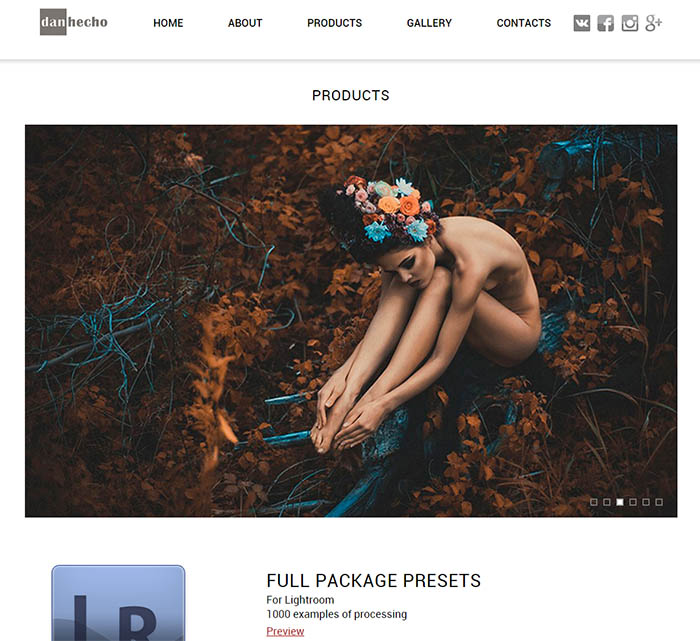 danhecho HOME ABOUT PRODUCTS GALLERY CONTACTS
PRODUCTS
LR
FULL PACKAGE PRESETS
For Lightroom
1000 examples of processing
Preview